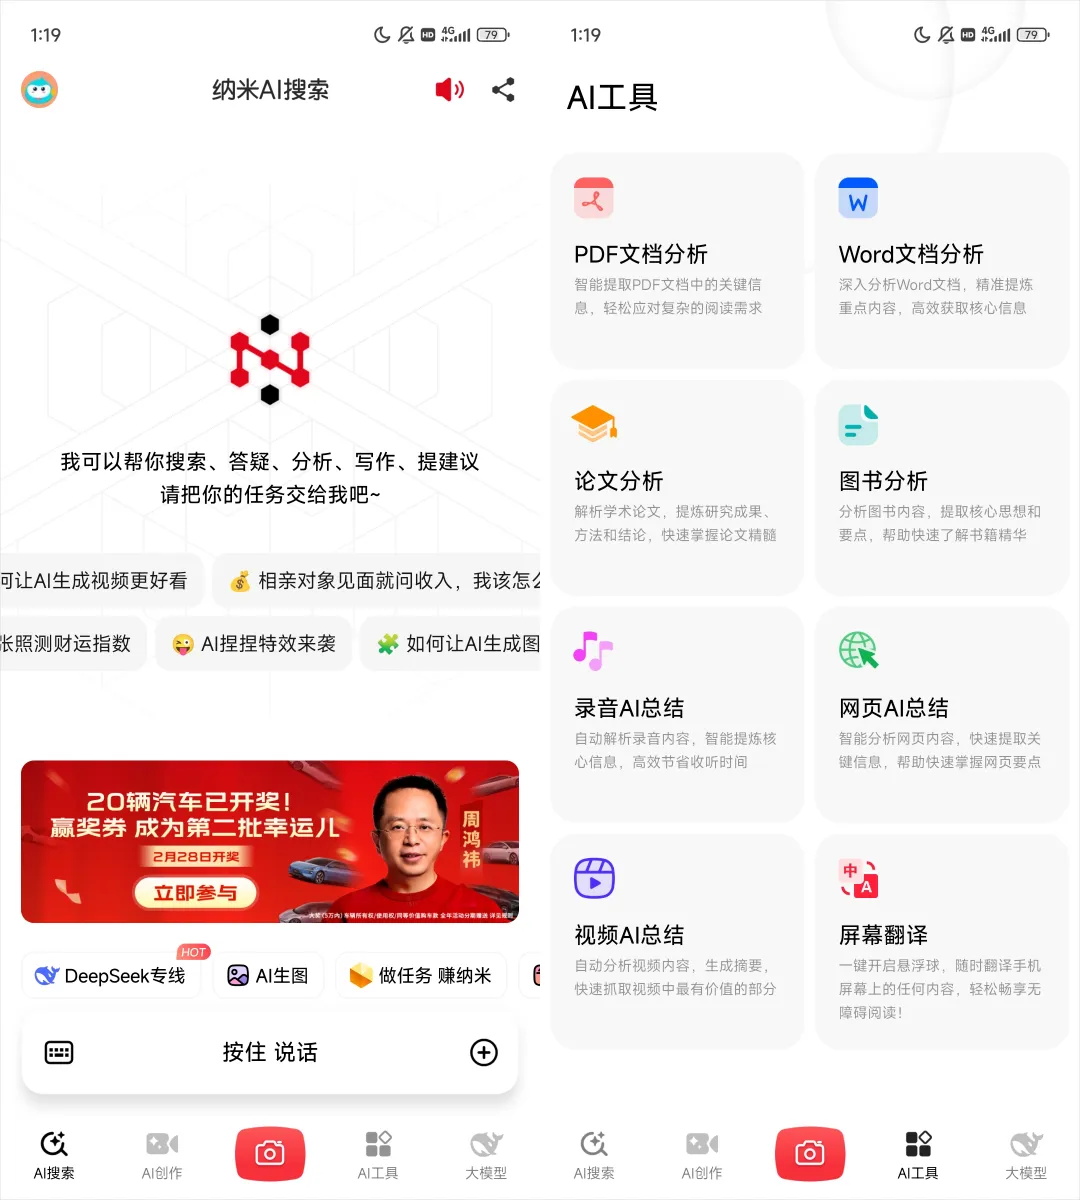 1:19
HD 4G 79
纳米AI搜索
我可以帮你搜索、答疑、分析、写作、提建议
请把你的任务交给我吧~
何让AI生成视频更好看
相亲对象见面就问收入，我该怎么
张照测财运指数
AI捏捏特效来袭
如何让AI生成图
20辆汽车已开奖！
赢奖券 成为第二批幸运儿
2月28日开奖
立即参与
周鸿祎
HOT
DeepSeek专线
AI生图
做任务 赚纳米
按住 说话
AI搜索
AI创作
AI工具
大模型
1:19
HD 4G 79
AI工具
PDF文档分析
智能提取PDF文档中的关键信
息，轻松应对复杂的阅读需求
Word文档分析
深入分析Word文档，精准提炼
重点内容，高效获取核心信息
论文分析
解析学术论文，提炼研究成果、
方法和结论，快速掌握论文精髓
图书分析
分析图书内容，提取核心思想和
要点，帮助快速了解书籍精华
录音AI总结
自动解析录音内容，智能提炼核
心信息，高效节省收听时间
网页AI总结
智能分析网页内容，快速提取关
键信息，帮助快速掌握网页要点
视频AI总结
自动分析视频内容，生成摘要，
快速抓取视频中最有价值的部分
中
A
屏幕翻译
一键开启悬浮球，随时翻译手机
屏幕上的任何内容，轻松畅享无
障碍阅读！
AI搜索
AI创作
AI工具
大模型